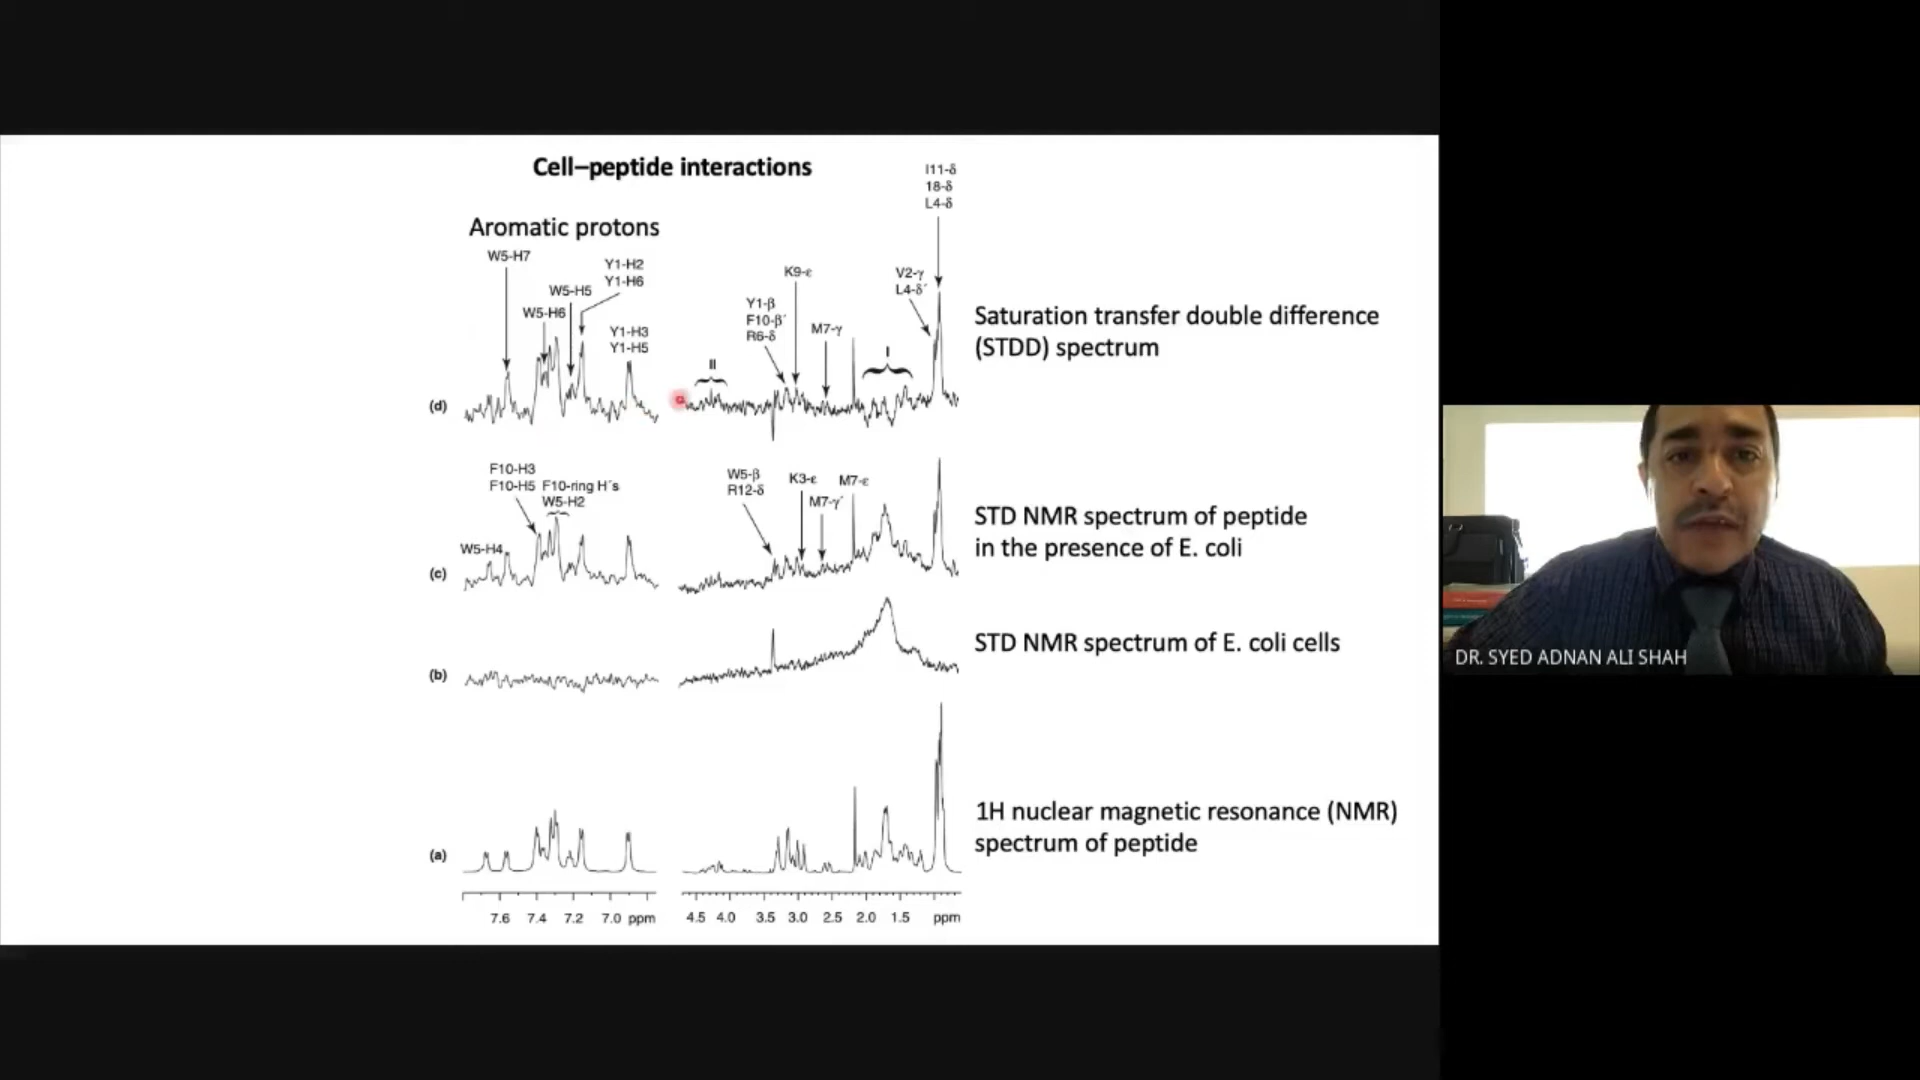 Cell–peptide interactions
I11-δ
18-δ
L4-δ
Aromatic protons
W5-H7
Y1-H2
Y1-H6
W5-H5
W5-H6
Y1-H3
Y1-H5
K9-ε
Y1-β
F10-β´
R6-δ
M7-γ
V2-γ
L4-δ´
II
I
(d)
Saturation transfer double difference
(STDD) spectrum
F10-H3
F10-H5
F10-ring H´s
W5-H2
W5-H4
W5-β
R12-δ
K3-ε
M7-γ´
M7-ε
(c)
STD NMR spectrum of peptide
in the presence of E. coli
(b)
STD NMR spectrum of E. coli cells
(a)
1H nuclear magnetic resonance (NMR)
spectrum of peptide
7.6 7.4 7.2 7.0 ppm
4.5 4.0 3.5 3.0 2.5 2.0 1.5 ppm
DR. SYED ADNAN ALI SHAH